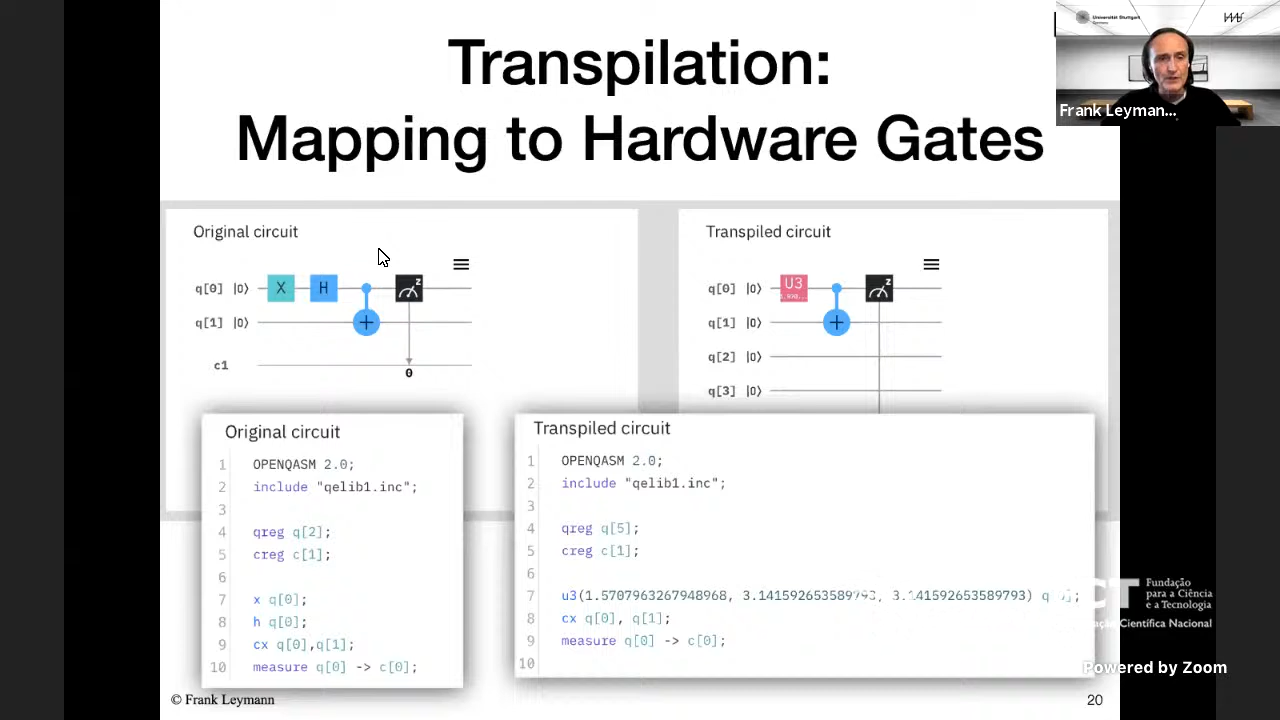 Transpilation:
Mapping to Hardware Gates
Universität Stuttgart
Frank Leyman...
Original circuit
q[0] |0⟩ X H z
q[1] |0⟩ +
c1
0
Transpiled circuit
q[0] |0⟩ U3 z
q[1] |0⟩ +
q[2] |0⟩
q[3] |0⟩
Original circuit
1 OPENQASM 2.0;
2 include "qelib1.inc";
3
4 qreg q[2];
5 creg c[1];
6
7 x q[0];
8 h q[0];
9 cx q[0],q[1];
10 measure q[0] -> c[0];
Transpiled circuit
1 OPENQASM 2.0;
2 include "qelib1.inc";
3
4 qreg q[5];
5 creg c[1];
6
7 u3(1.5707963267948968, 3.141592653589793, 3.141592653589793)
8 cx q[0], q[1];
9 measure q[0] -> c[0];
10
CT Fundação
para a Ciência
e a Tecnologia
Científica Nacional
Powered by Zoom
© Frank Leymann
20